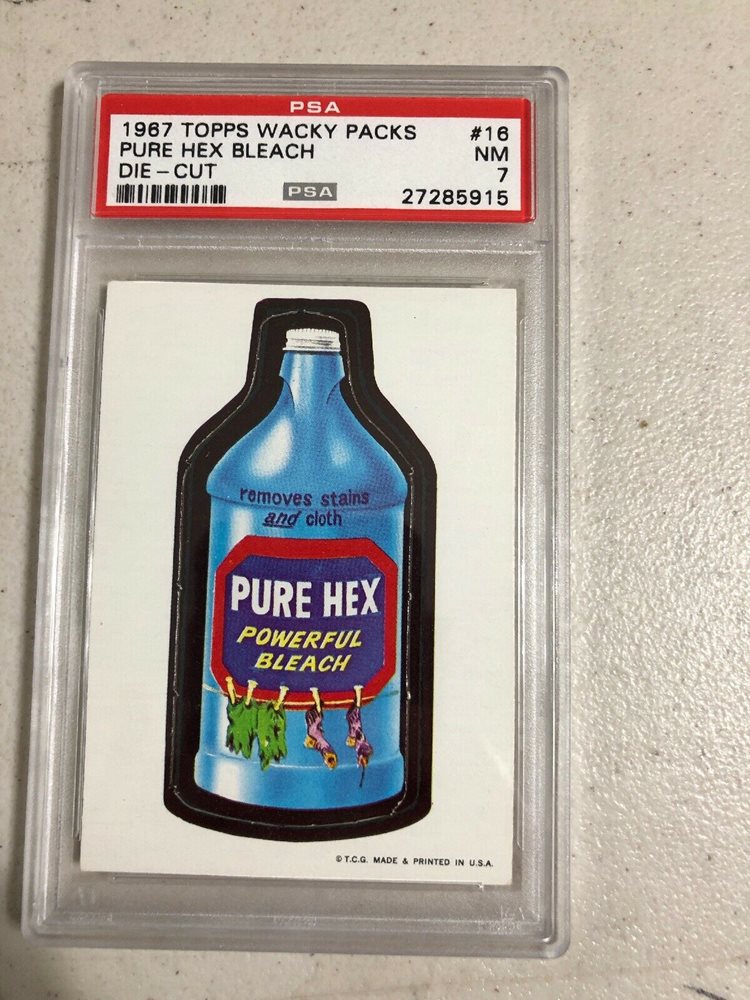 PSA
1967 TOPPS WACKY PACKS #16
PURE HEX BLEACH NM
DIE-CUT 7
PSA 27285915
removes stains
and cloth
PURE HEX
POWERFUL
BLEACH
© T.C.G. MADE & PRINTED IN U.S.A.